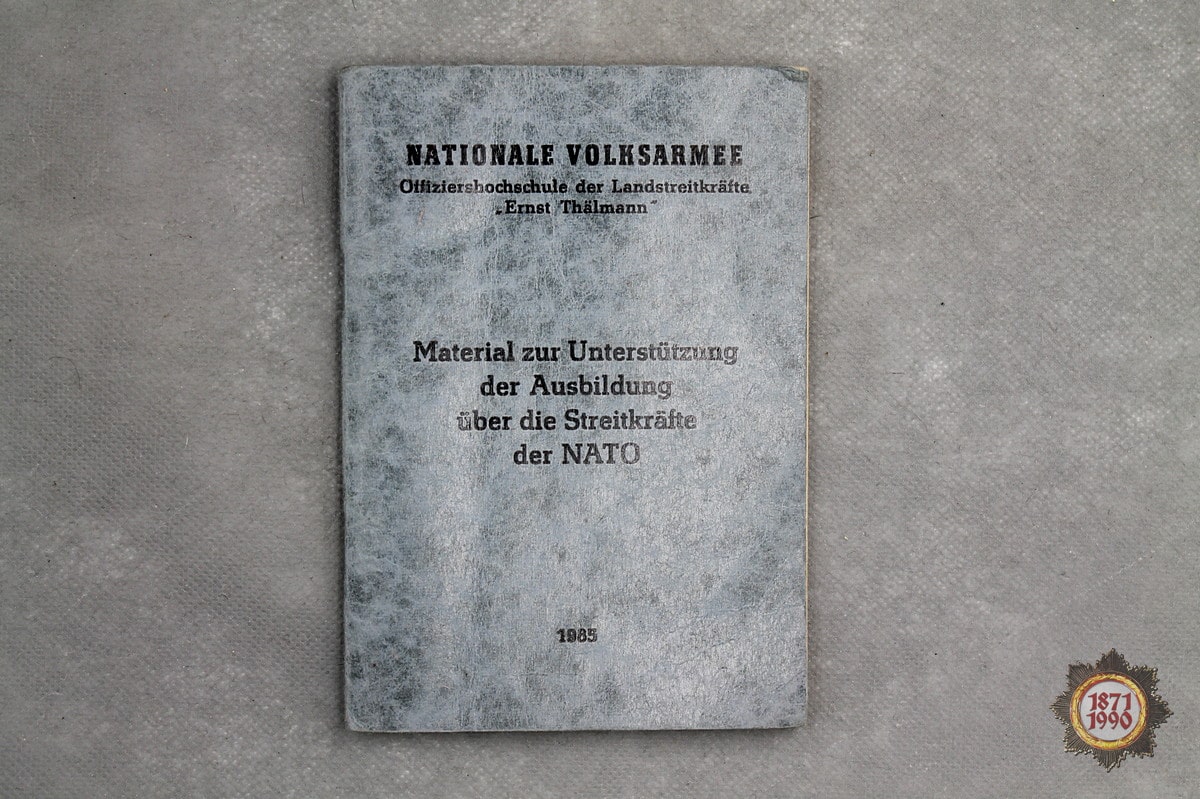 NATIONALE VOLKSARMEE
Offiziershochschule der Landstreitkräfte
„Ernst Thälmann“
Material zur Unterstützung
der Ausbildung
über die Streitkräfte
der NATO
1985
1871
1990